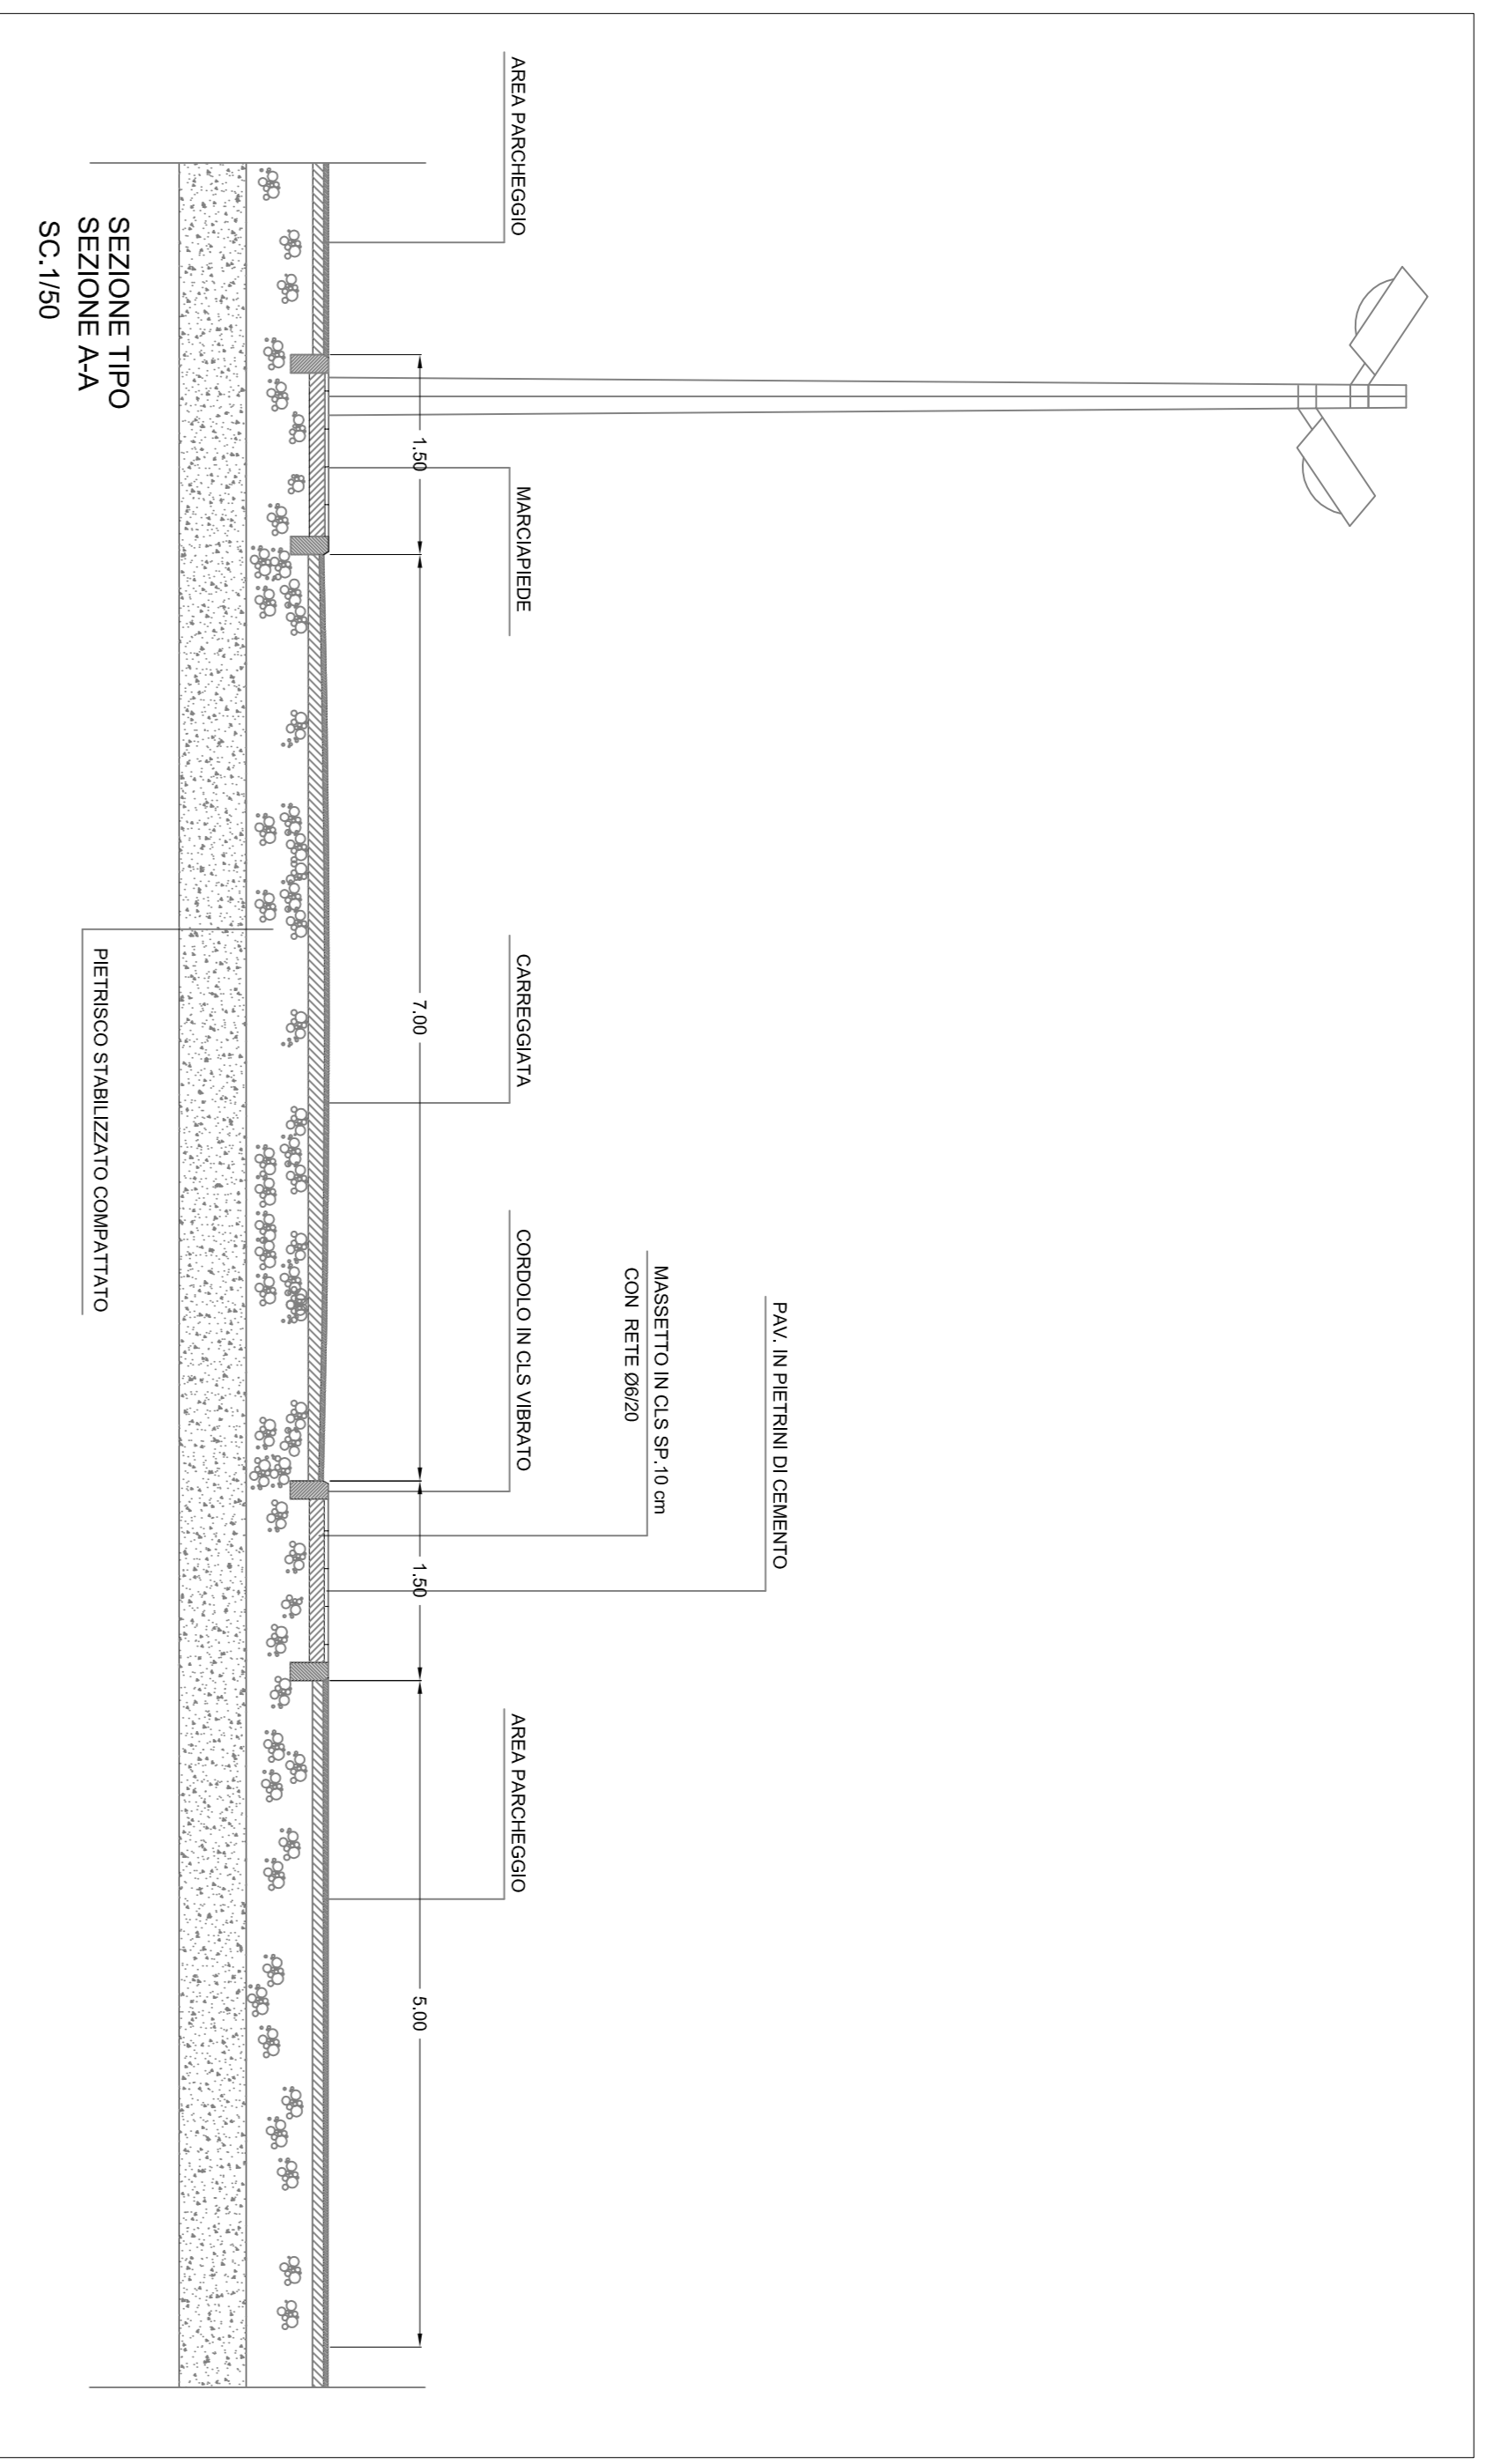 PAV. IN PIETRINI DI CEMENTO
MASSETTO IN CLS SP.10 cm
CON RETE Ø6/20
AREA PARCHEGGIO
MARCIAPIEDE
CARREGGIATA
CORDOLO IN CLS VIBRATO
AREA PARCHEGGIO
1.50
7.00
1.50
5.00
PIETRISCO STABILIZZATO COMPATTATO
SEZIONE TIPO
SEZIONE A-A
SC.1/50